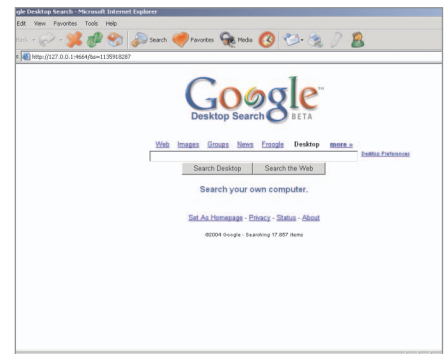 gle Desktop Search - Microsoft Internet Explorer
Edit View Favorites Tools Help
Search Favorites Media
http://127.0.0.1:4664/&s=1135918287
Google™
Desktop Search BETA
Web Images Groups News Froogle Desktop more »
Desktop Preferences
Search Desktop Search the Web
Search your own computer.
Set As Homepage - Privacy - Status - About
©2004 Google - Searching 17,857 items